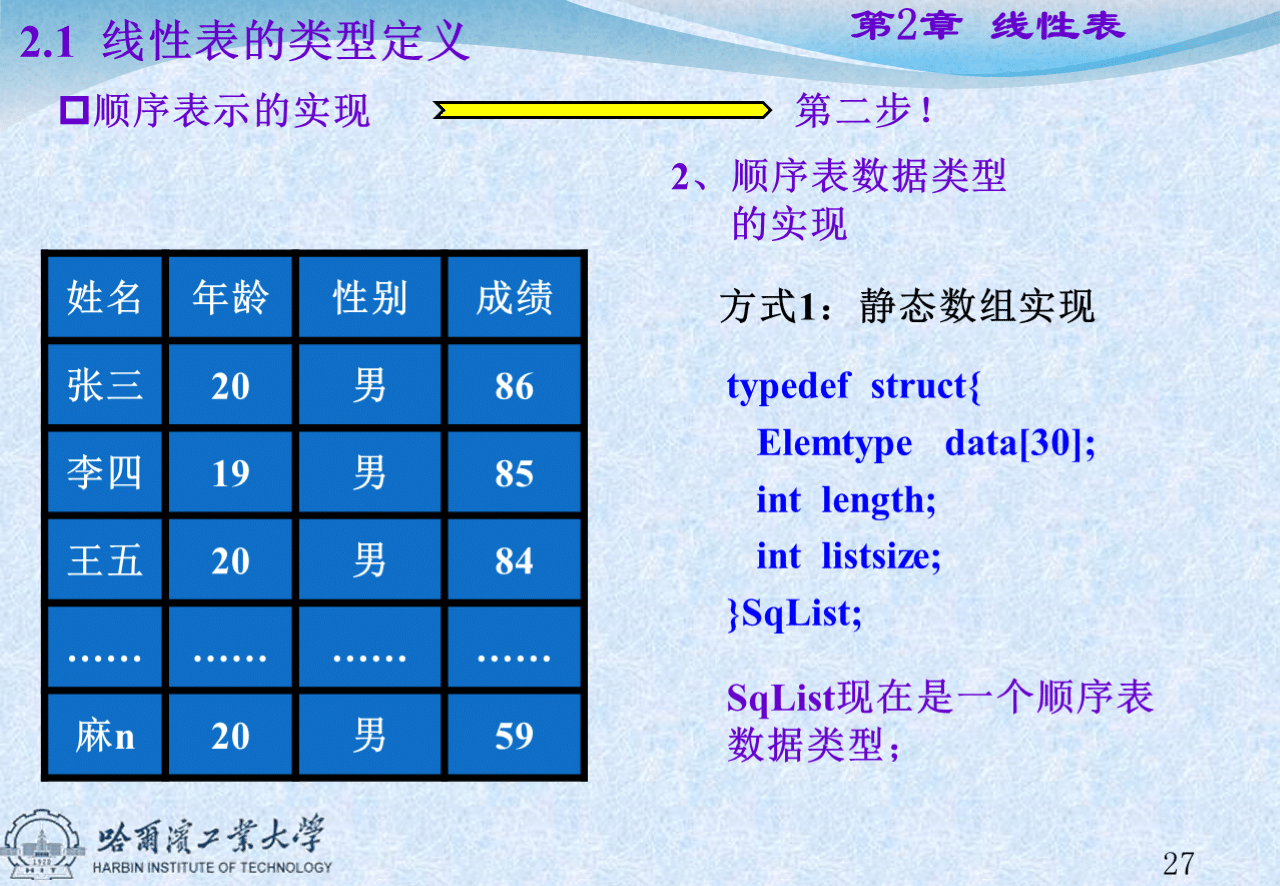 2.1 线性表的类型定义
第2章 线性表
顺序表示的实现
第二步！
2、顺序表数据类型
的实现
姓名 年龄 性别 成绩
张三 20 男 86
李四 19 男 85
王五 20 男 84
…… …… …… ……
麻n 20 男 59
方式1：静态数组实现
typedef struct{
Elemtype data[30];
int length;
int listsize;
}SqList;
SqList现在是一个顺序表
数据类型；
哈爾濱工業大學
HARBIN INSTITUTE OF TECHNOLOGY
1920
HIT
27